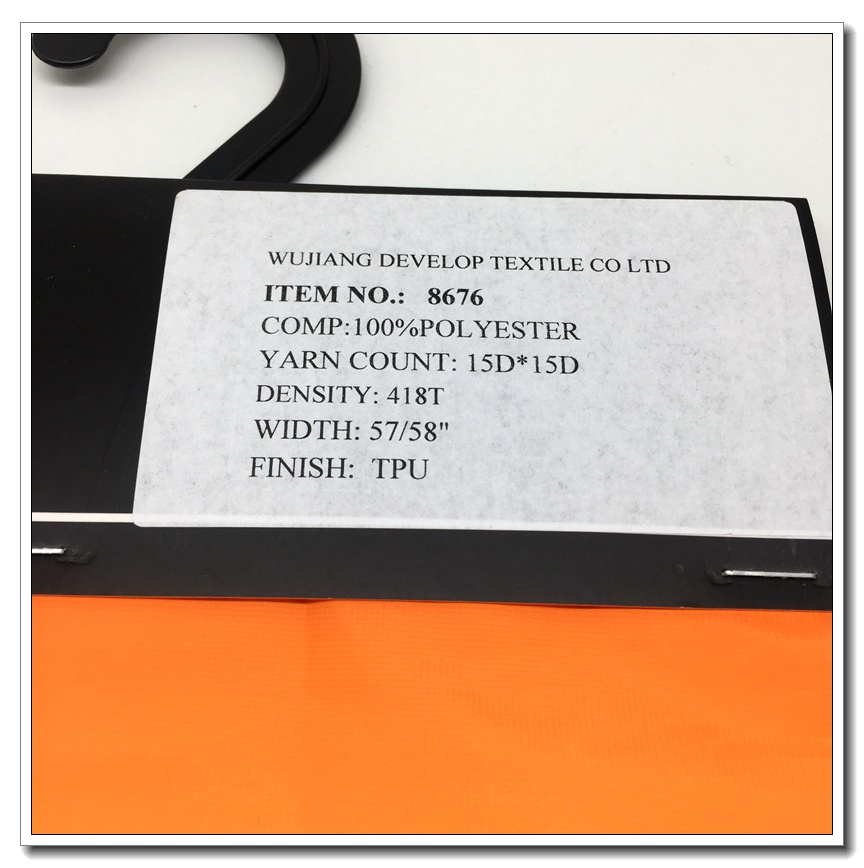 WUJIANG DEVELOP TEXTILE CO LTD
ITEM NO.: 8676
COMP:100%POLYESTER
YARN COUNT: 15D*15D
DENSITY: 418T
WIDTH: 57/58"
FINISH: TPU